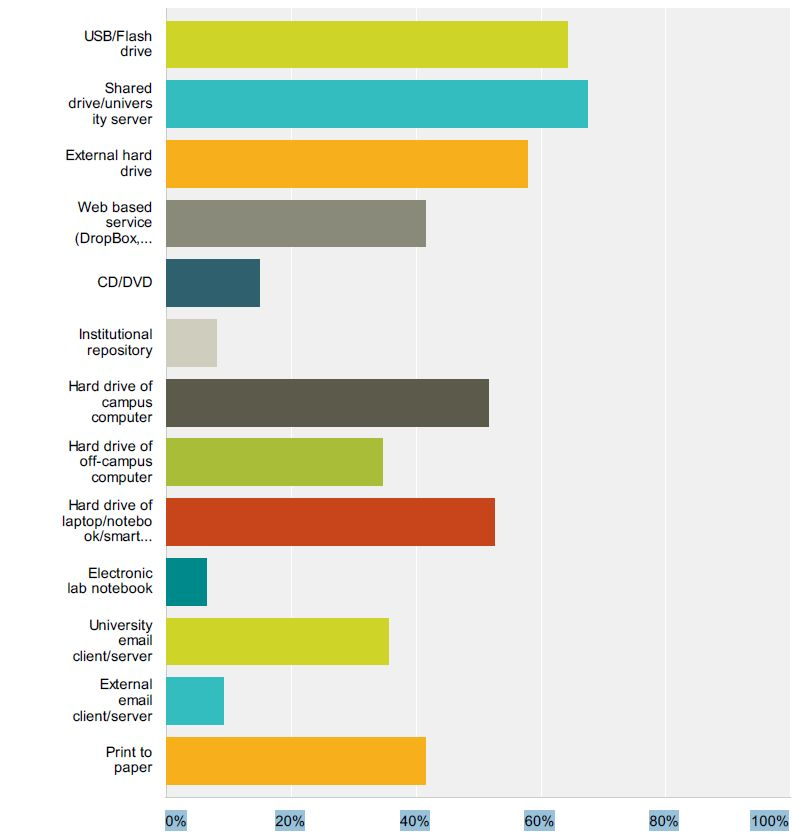 USB/Flash
drive
Shared
drive/univers
ity server
External hard
drive
Web based
service
(DropBox,...
CD/DVD
Institutional
repository
Hard drive of
campus
computer
Hard drive of
off-campus
computer
Hard drive of
laptop/notebo
ok/smart...
Electronic
lab notebook
University
email
client/server
External
email
client/server
Print to
paper
0% 20% 40% 60% 80% 100%